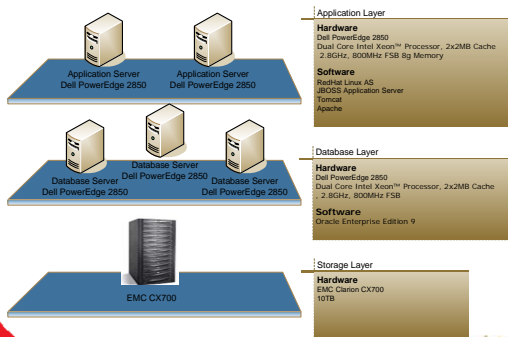 Application Layer
Hardware
Dell PowerEdge 2850
Dual Core Intel Xeon™ Processor, 2x2MB Cache
2.8GHz, 800MHz FSB 8g Memory
Software
RedHat Linux AS
JBOSS Application Server
Tomcat
Apache
Application Server
Dell PowerEdge 2850
Application Server
Dell PowerEdge 2850
Database Layer
Hardware
Dell PowerEdge 2850
Dual Core Intel Xeon™ Processor, 2x2MB Cache
, 2.8GHz, 800MHz FSB
Software
Oracle Enterprise Edition 9
Database Server
Dell PowerEdge 2850
Database Server
Dell PowerEdge 2850
Database Server
Dell PowerEdge 2850
Storage Layer
Hardware
EMC Clarion CX700
10TB
EMC CX700